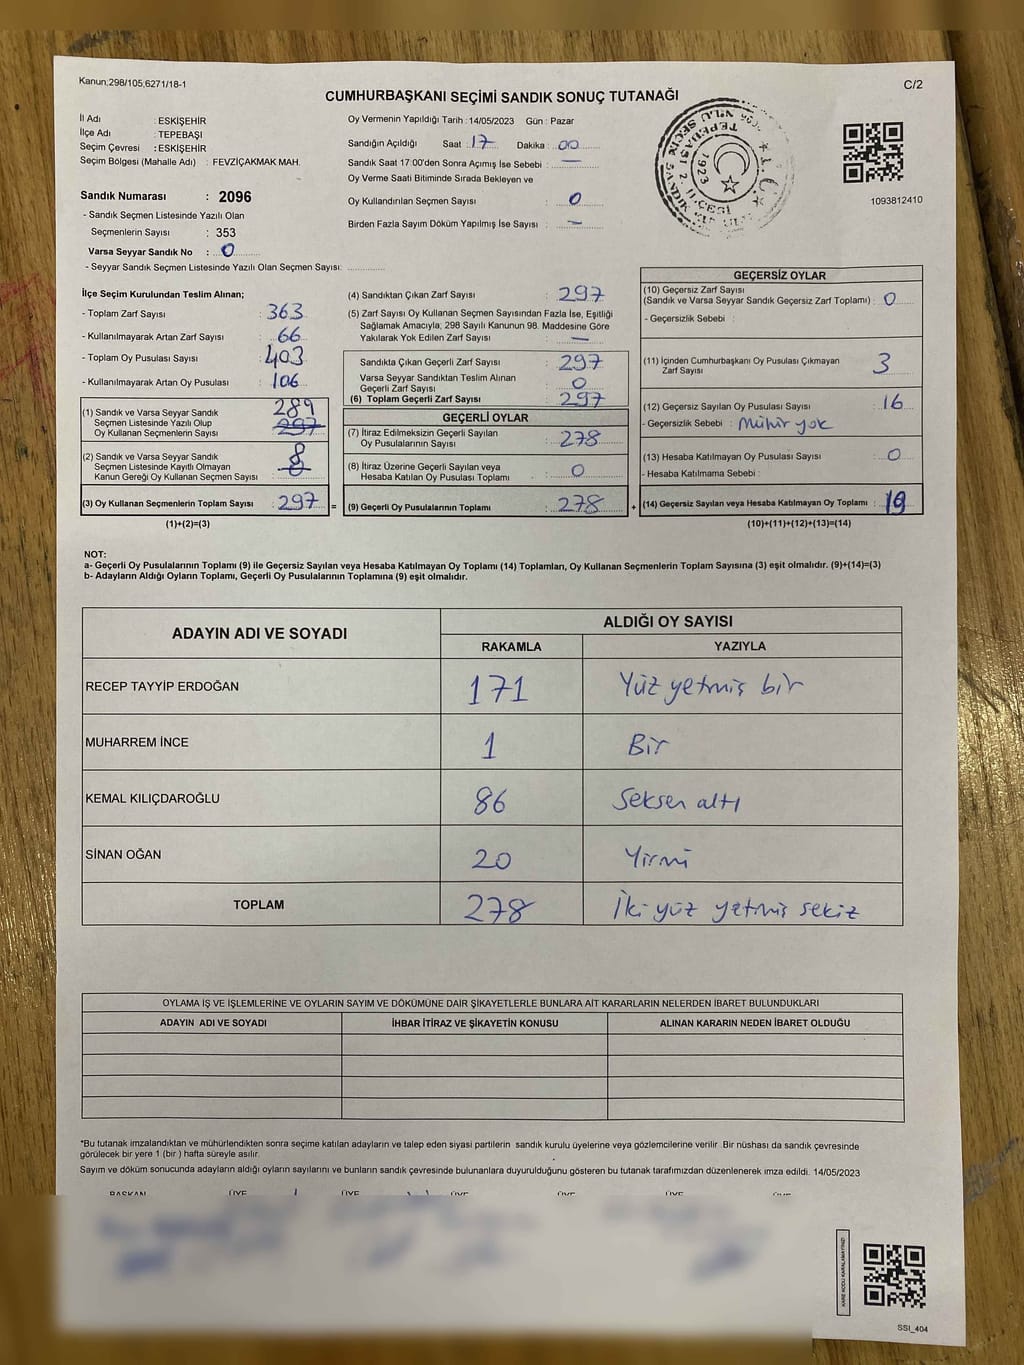 Kanun;298/105;6271/18-1
C/2
CUMHURBAŞKANI SEÇİMİ SANDIK SONUÇ TUTANAĞI
İl Adı : ESKİŞEHİR
İlçe Adı : TEPEBAŞI
Seçim Çevresi : ESKİŞEHİR
Seçim Bölgesi (Mahalle Adı) : FEVZİÇAKMAK MAH.
Sandık Numarası : 2096
- Sandık Seçmen Listesinde Yazılı Olan
Seçmenlerin Sayısı : 353
Varsa Seyyar Sandık No : 0
- Seyyar Sandık Seçmen Listesinde Yazılı Olan Seçmen Sayısı:
Oy Vermenin Yapıldığı Tarih : 14/05/2023 Gün : Pazar
Sandığın Açıldığı Saat : 17 Dakika : 00
Sandık Saat 17:00'den Sonra Açımış İse Sebebi : —
Oy Verme Saati Bitiminde Sırada Bekleyen ve
Oy Kullandırılan Seçmen Sayısı : 0
Birden Fazla Sayım Döküm Yapılmış İse Sayısı : —
T.C.
TEPEBAŞI 2. İLÇESİ
1923
1093812410
İlçe Seçim Kurulundan Teslim Alınan;
- Toplam Zarf Sayısı : 363
- Kullanılmayarak Artan Zarf Sayısı : 66
- Toplam Oy Pusulası Sayısı : 403
- Kullanılmayarak Artan Oy Pusulası : 106
(1) Sandık ve Varsa Seyyar Sandık
Seçmen Listesinde Yazılı Olup
Oy Kullanan Seçmenlerin Sayısı : 289 297
(2) Sandık ve Varsa Seyyar Sandık
Seçmen Listesinde Kayıtlı Olmayan
Kanun Gereği Oy Kullanan Seçmen Sayısı : 8
(3) Oy Kullanan Seçmenlerin Toplam Sayısı : 297 =
(1)+(2)=(3)
(4) Sandıktan Çıkan Zarf Sayısı : 297
(5) Zarf Sayısı Oy Kullanan Seçmen Sayısından Fazla İse, Eşitliği
Sağlamak Amacıyla; 298 Sayılı Kanunun 98. Maddesine Göre
Yakılarak Yok Edilen Zarf Sayısı : —
Sandıkta Çıkan Geçerli Zarf Sayısı : 297
Varsa Seyyar Sandıktan Teslim Alınan
Geçerli Zarf Sayısı : 0
(6) Toplam Geçerli Zarf Sayısı : 297
GEÇERLİ OYLAR
(7) İtiraz Edilmeksizin Geçerli Sayılan
Oy Pusulalarının Sayısı : 278
(8) İtiraz Üzerine Geçerli Sayılan veya
Hesaba Katılan Oy Pusulaları Toplamı : 0
(9) Geçerli Oy Pusulalarının Toplamı : 278 +
GEÇERSİZ OYLAR
(10) Geçersiz Zarf Sayısı
(Sandık ve Varsa Seyyar Sandık Geçersiz Zarf Toplamı) : 0
- Geçersizlik Sebebi :
(11) İçinden Cumhurbaşkanı Oy Pusulası Çıkmayan
Zarf Sayısı : 3
(12) Geçersiz Sayılan Oy Pusulası Sayısı : 16
- Geçersizlik Sebebi : Mühür yok
(13) Hesaba Katılmayan Oy Pusulası Sayısı : 0
- Hesaba Katılmama Sebebi :
(14) Geçersiz Sayılan veya Hesaba Katılmayan Oy Toplamı : 19
(10)+(11)+(12)+(13)=(14)
NOT:
a- Geçerli Oy Pusulalarının Toplamı (9) ile Geçersiz Sayılan veya Hesaba Katılmayan Oy Toplamı (14) Toplamları, Oy Kullanan Seçmenlerin Toplam Sayısına (3) eşit olmalıdır. (9)+(14)=(3)
b- Adayların Aldığı Oyların Toplamı, Geçerli Oy Pusulalarının Toplamına (9) eşit olmalıdır.
ADAYIN ADI VE SOYADI
ALDIĞI OY SAYISI
RAKAMLA YAZIYLA
RECEP TAYYİP ERDOĞAN 171 Yüz yetmiş bir
MUHARREM İNCE 1 Bir
KEMAL KILIÇDAROĞLU 86 Seksen altı
SİNAN OĞAN 20 Yirmi
TOPLAM 278 İki yüz yetmiş sekiz
OYLAMA İŞ VE İŞLEMLERİNE VE OYLARIN SAYIM VE DÖKÜMÜNE DAİR ŞİKAYETLERLE BUNLARA AİT KARARLARIN NELERDEN İBARET BULUNDUKLARI
ADAYIN ADI VE SOYADI İHBAR İTİRAZ VE ŞİKAYETİN KONUSU ALINAN KARARIN NEDEN İBARET OLDUĞU
*Bu tutanak imzalandıktan ve mühürlendikten sonra seçime katılan adayların ve talep eden siyasi partilerin sandık kurulu üyelerine veya gözlemcilerine verilir. Bir nüshası da sandık çevresinde
görülecek bir yere 1 (bir ) hafta süreyle asılır.
Sayım ve döküm sonucunda adayların aldığı oyların sayılarını ve bunların sandık çevresinde bulunanlara duyurulduğunu gösteren bu tutanak tarafımızdan düzenlenerek imza edildi. 14/05/2023
BAŞKAN ÜYE ÜYE ÜYE ÜYE ÜYE ÜYE
KARE KODU KARALAMAYINIZ!
SSI_404